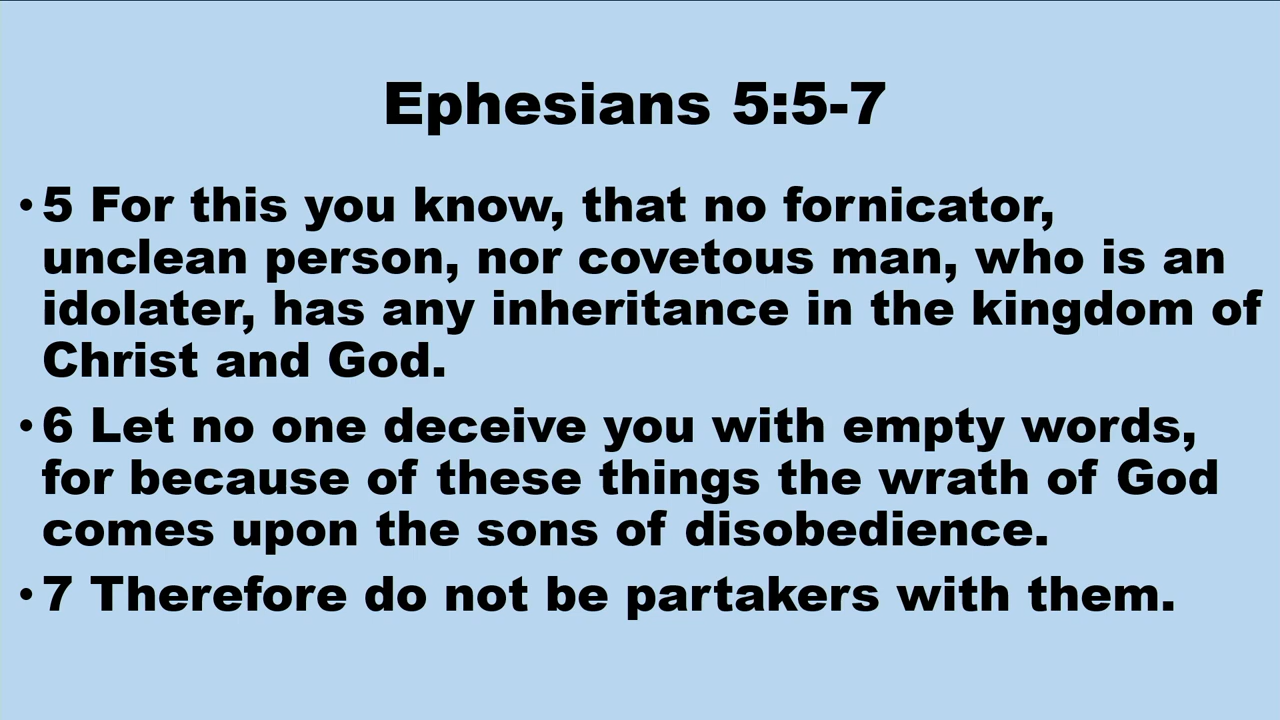 Ephesians 5:5-7
• 5 For this you know, that no fornicator,
unclean person, nor covetous man, who is an
idolater, has any inheritance in the kingdom of
Christ and God.
• 6 Let no one deceive you with empty words,
for because of these things the wrath of God
comes upon the sons of disobedience.
• 7 Therefore do not be partakers with them.